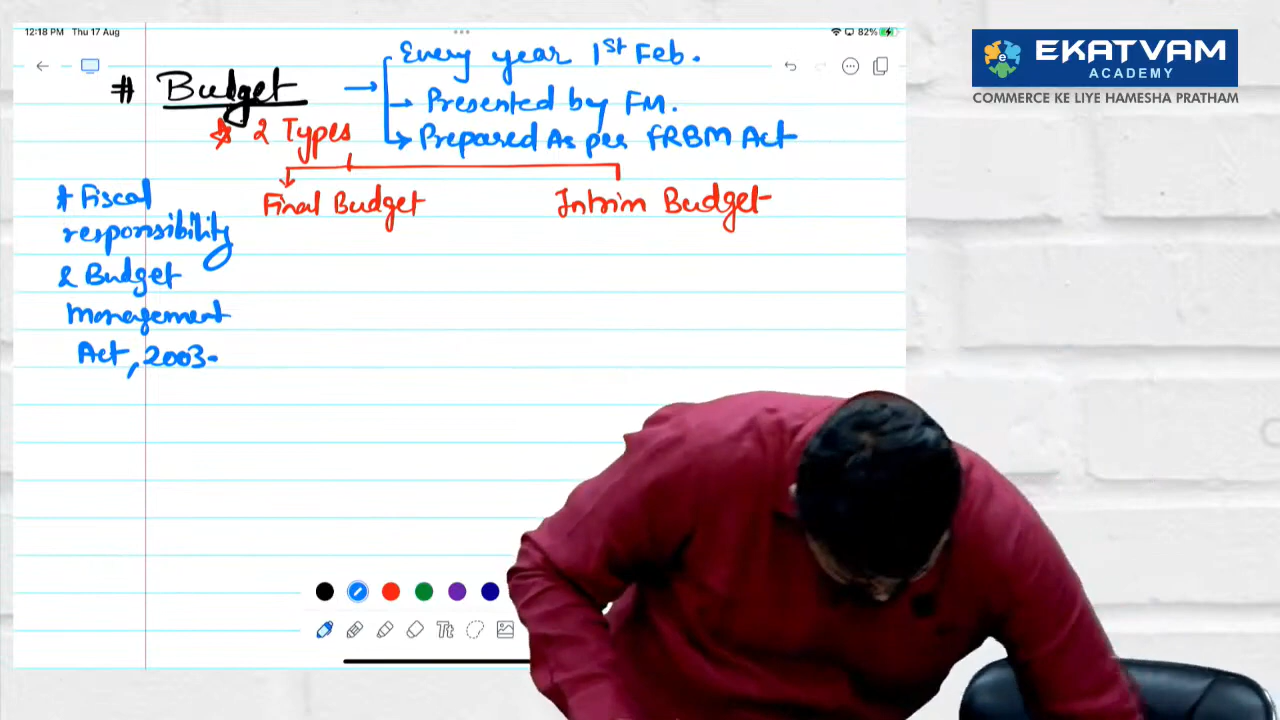 12:18 PM Thu 17 Aug
82%
EKATVAM
ACADEMY
COMMERCE KE LIYE HAMESHA PRATHAM
# Budget
→ Every year 1st Feb.
→ Presented by FM.
→ Prepared As per FRBM Act
2 Types
Final Budget
Intrim Budget
* Fiscal
responsibility
& Budget
Management
Act, 2003.
Tt